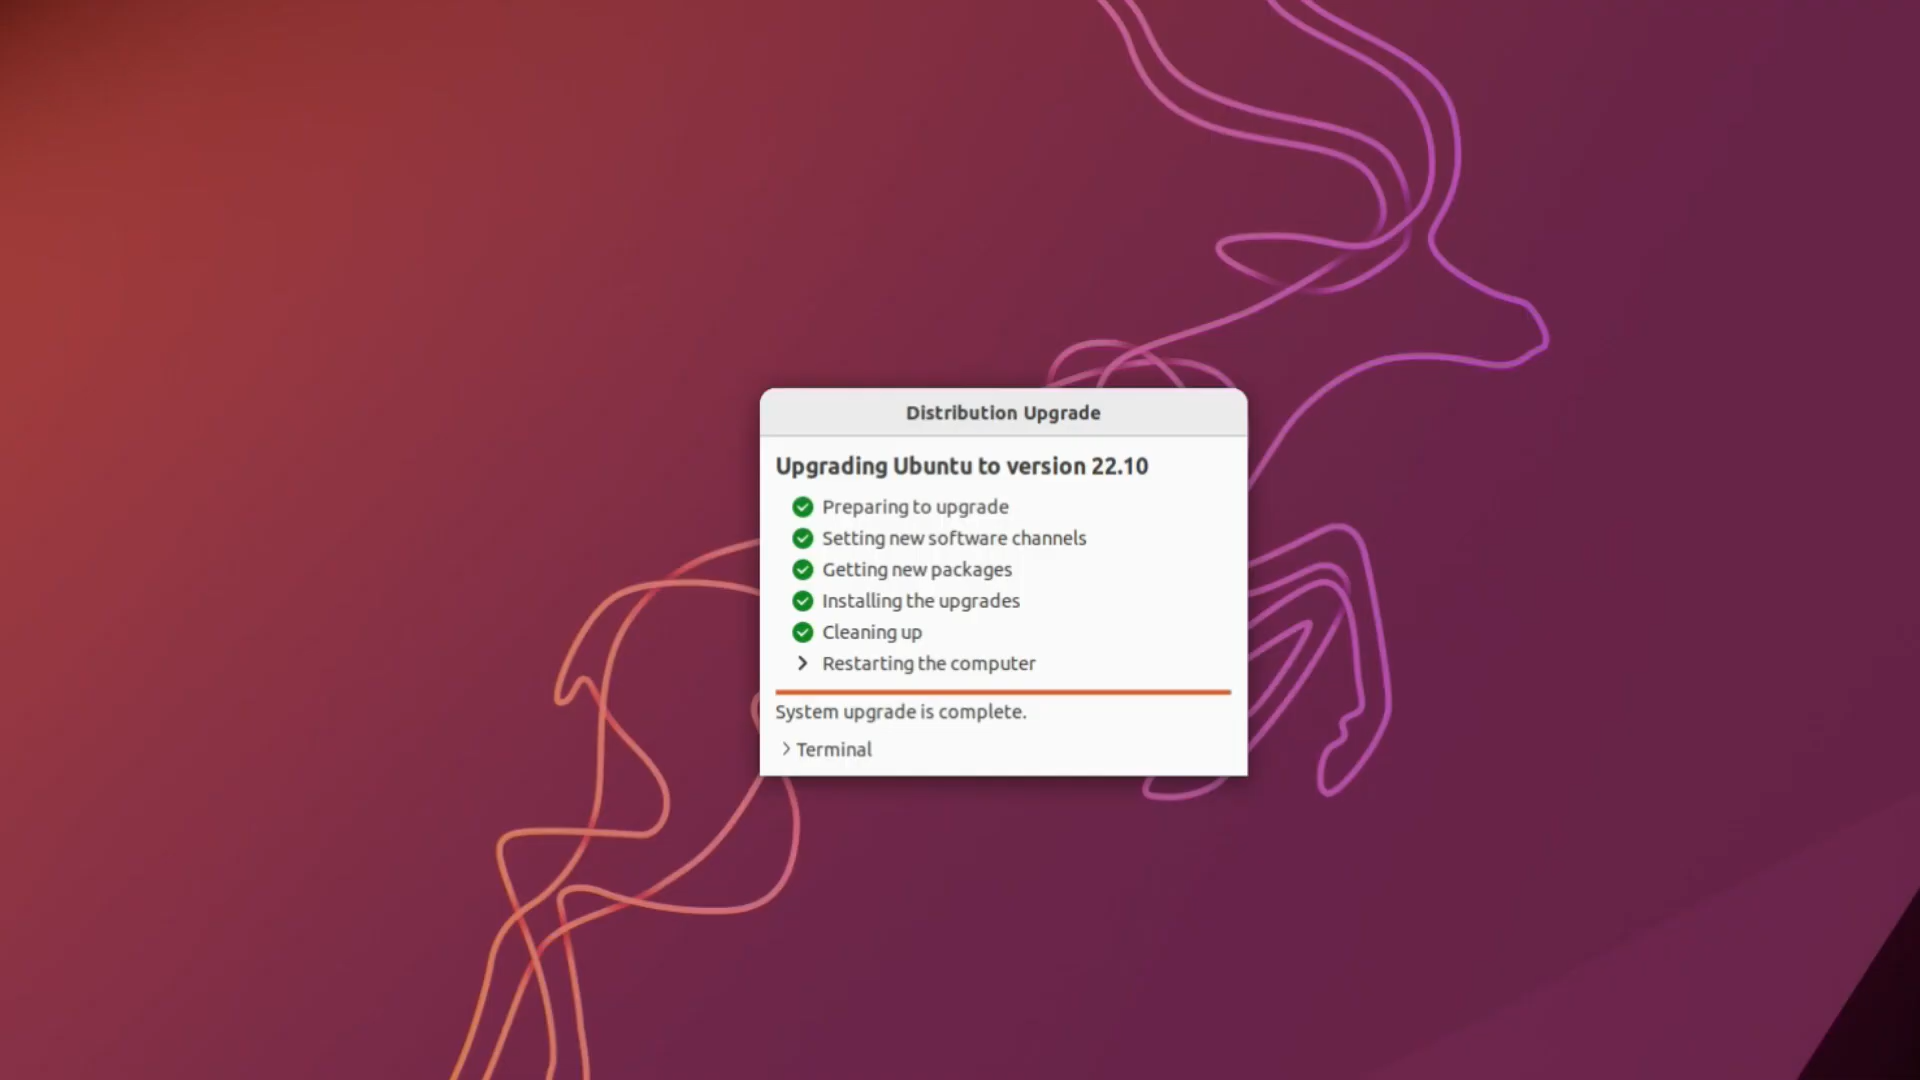 Distribution Upgrade
Upgrading Ubuntu to version 22.10
Preparing to upgrade
Setting new software channels
Getting new packages
Installing the upgrades
Cleaning up
Restarting the computer
System upgrade is complete.
Terminal